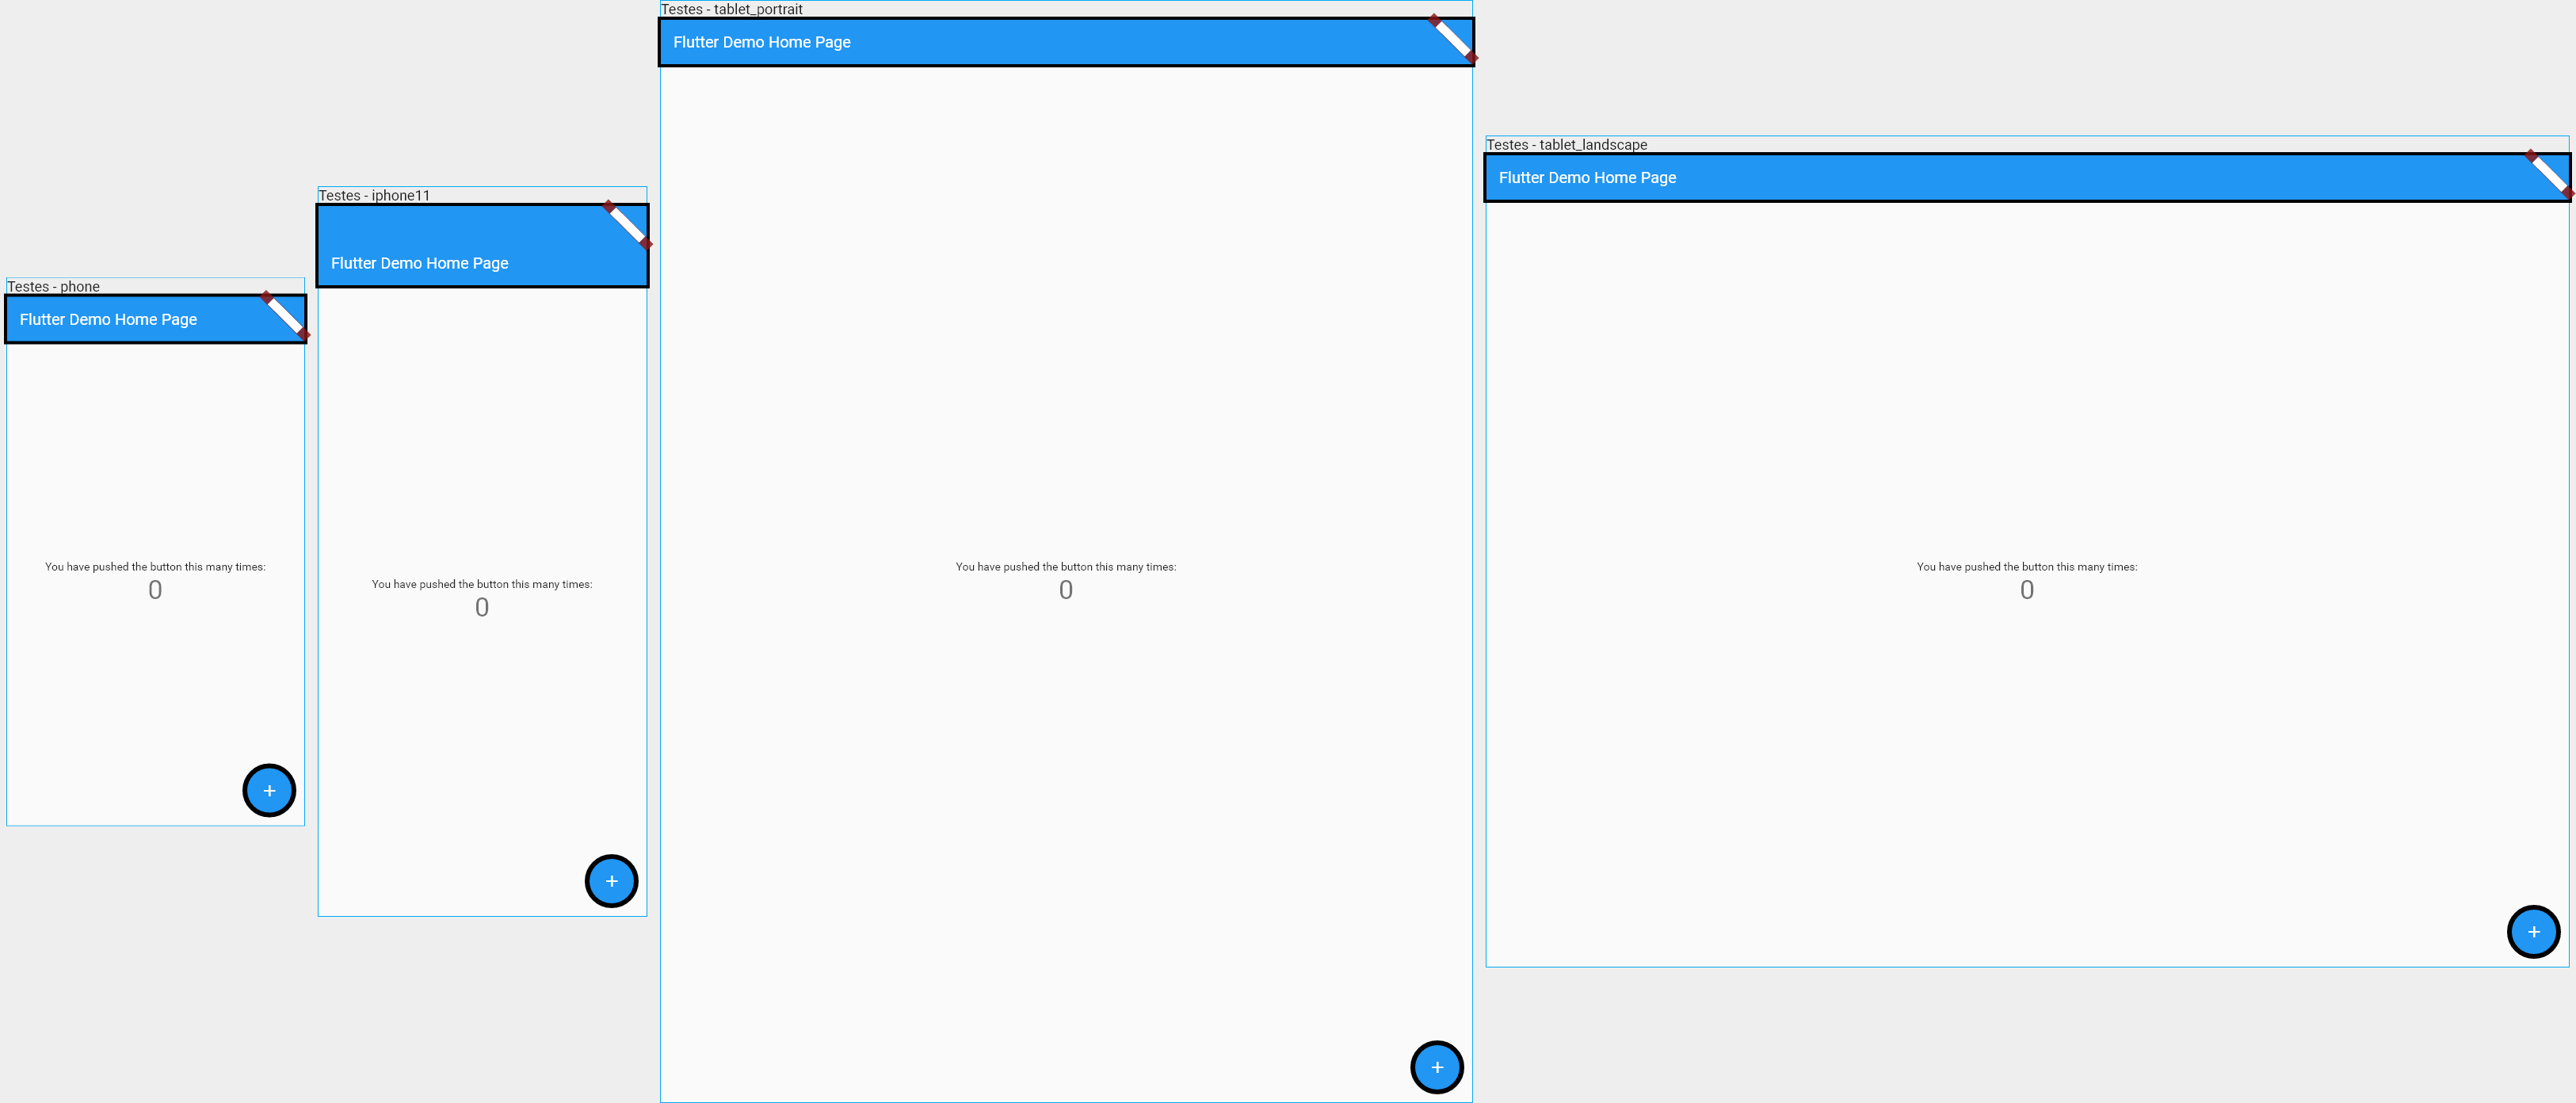 Testes - phone
Flutter Demo Home Page
You have pushed the button this many times:
0
+
Testes - iphone11
Flutter Demo Home Page
You have pushed the button this many times:
0
+
Testes - tablet_portrait
Flutter Demo Home Page
You have pushed the button this many times:
0
+
Testes - tablet_landscape
Flutter Demo Home Page
You have pushed the button this many times:
0
+